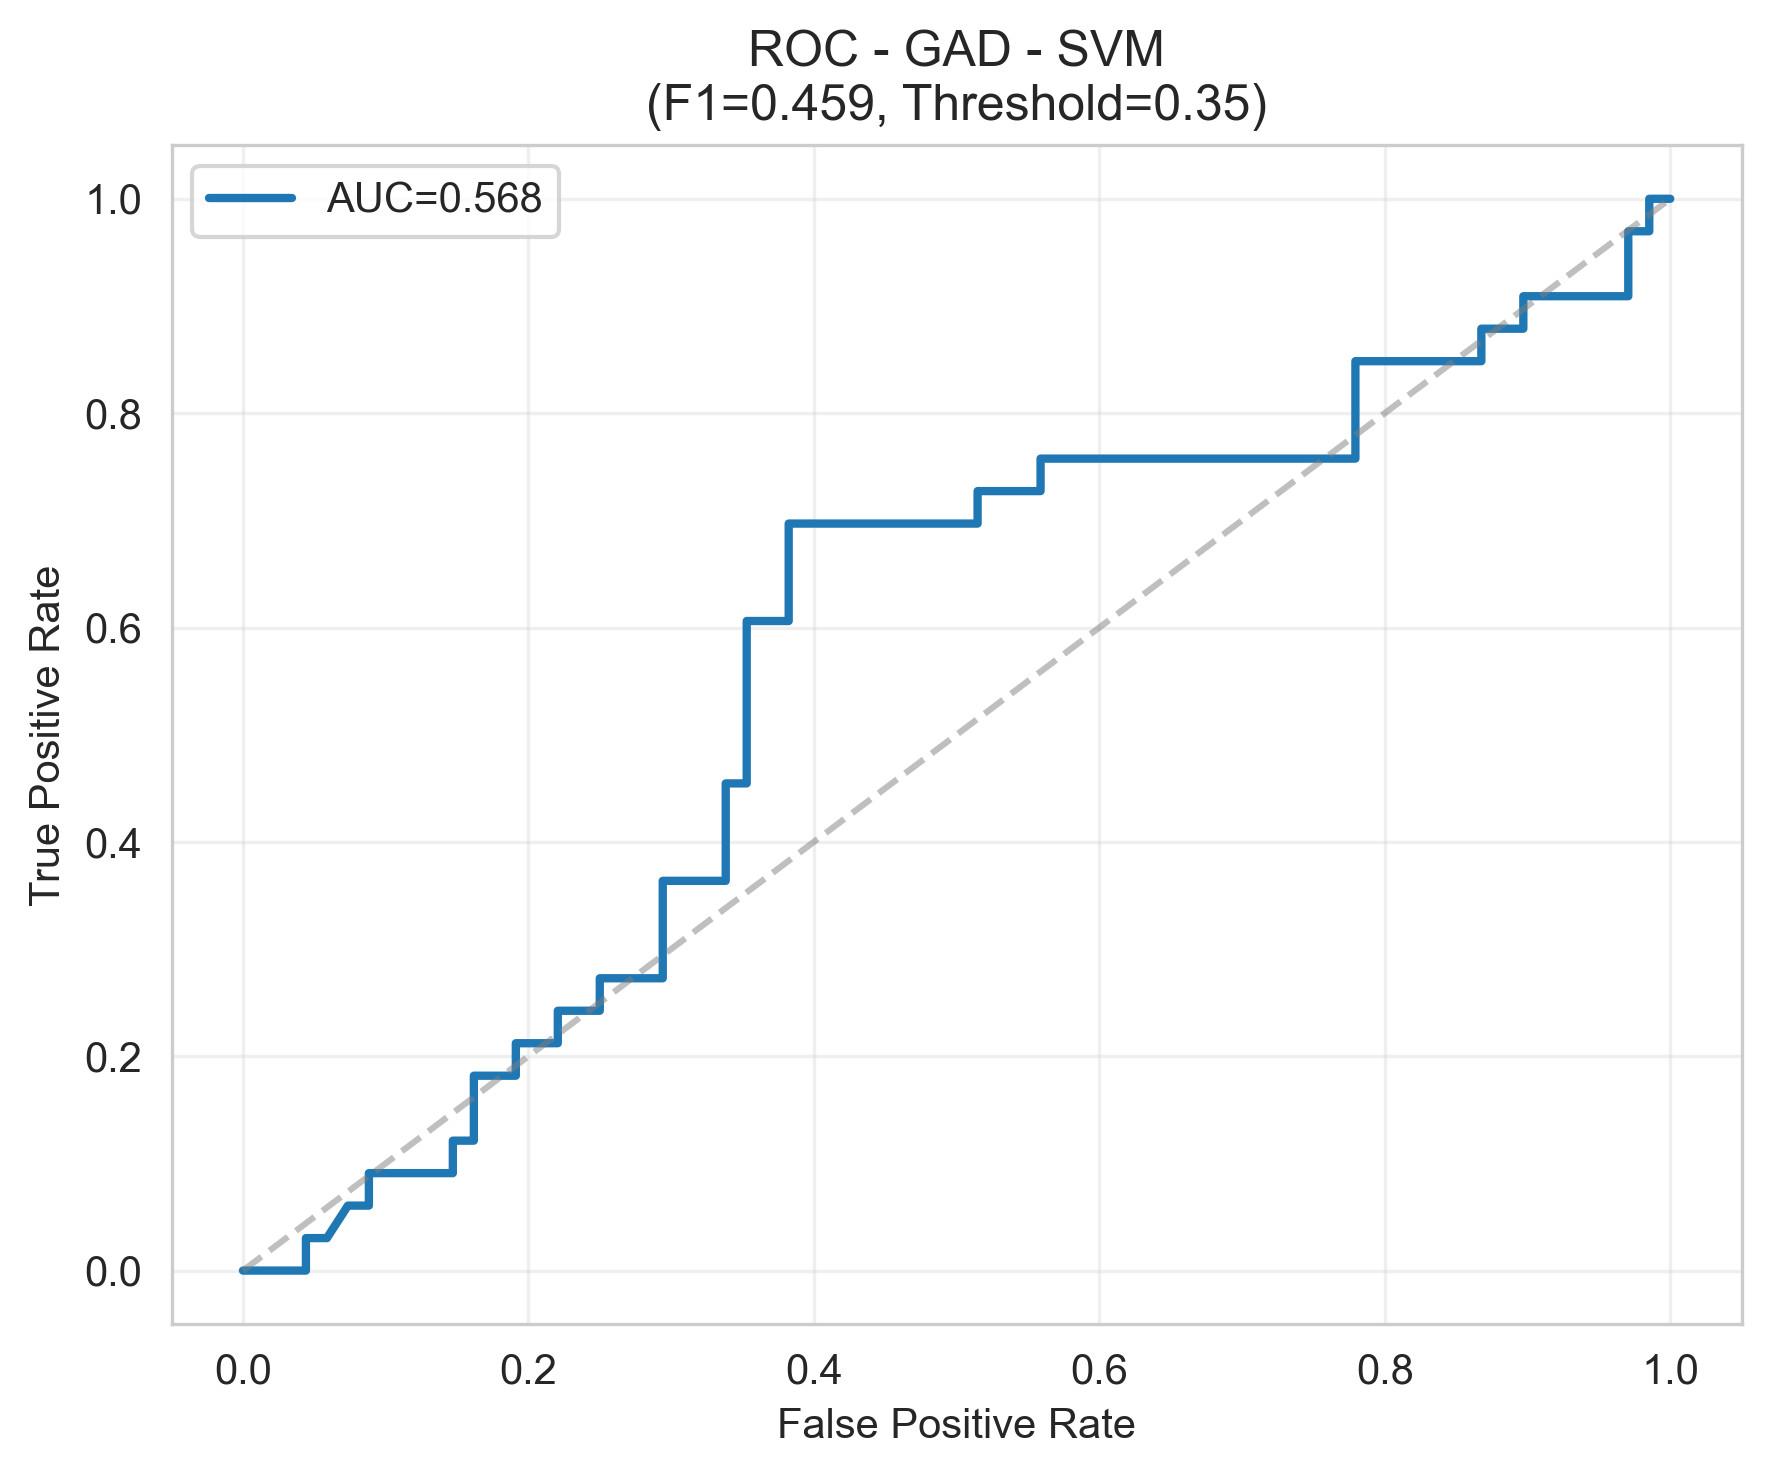 ROC - GAD - SVM
(F1=0.459, Threshold=0.35)
AUC=0.568
True Positive Rate
1.0
0.8
0.6
0.4
0.2
0.0
0.0 0.2 0.4 0.6 0.8 1.0
False Positive Rate